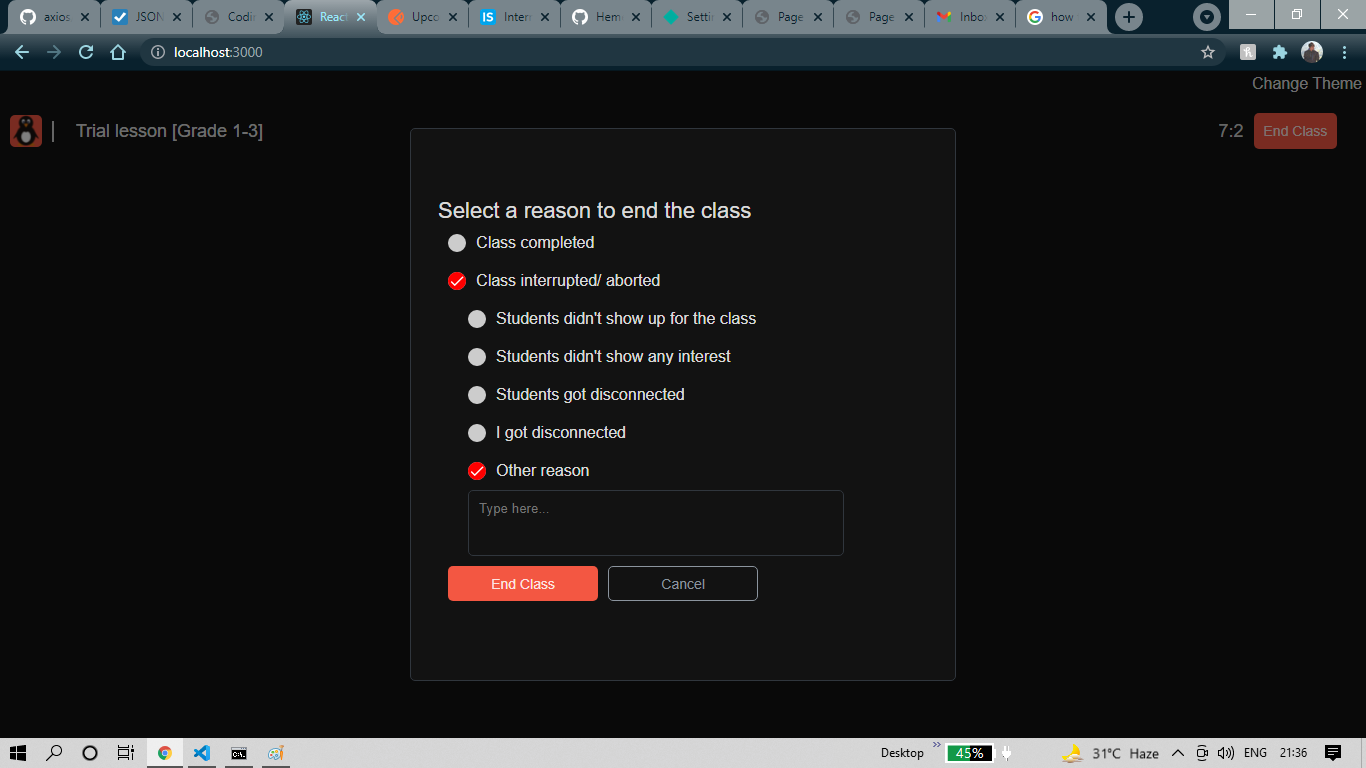 axios
JSON
Codin
React
Upco
Intern
Hem
Settin
Page
Page
Inbo
how
localhost:3000
Change Theme
Trial lesson [Grade 1-3]
7:2
End Class
Select a reason to end the class
Class completed
Class interrupted/ aborted
Students didn't show up for the class
Students didn't show any interest
Students got disconnected
I got disconnected
Other reason
Type here...
End Class
Cancel
Desktop
45%
31°C Haze
ENG
21:36